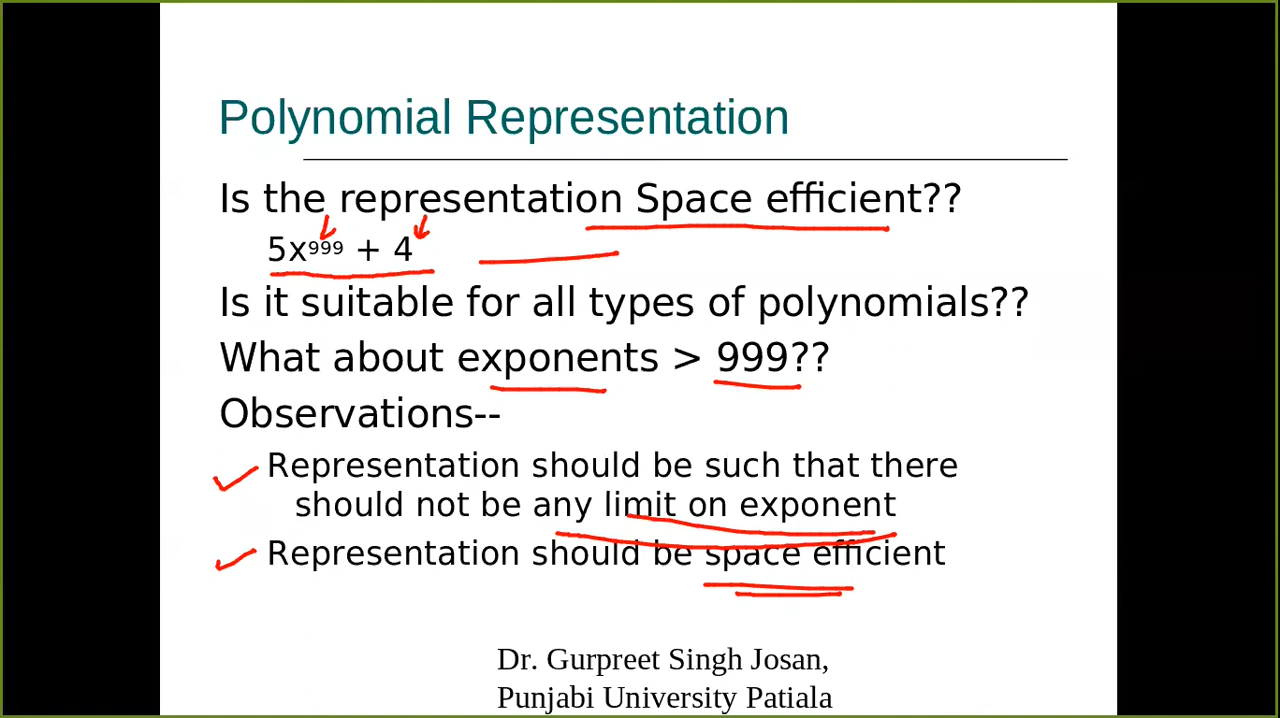 Polynomial Representation
Is the representation Space efficient??
5x⁹⁹⁹ + 4
Is it suitable for all types of polynomials??
What about exponents > 999??
Observations--
Representation should be such that there
should not be any limit on exponent
Representation should be space efficient
Dr. Gurpreet Singh Josan,
Punjabi University Patiala